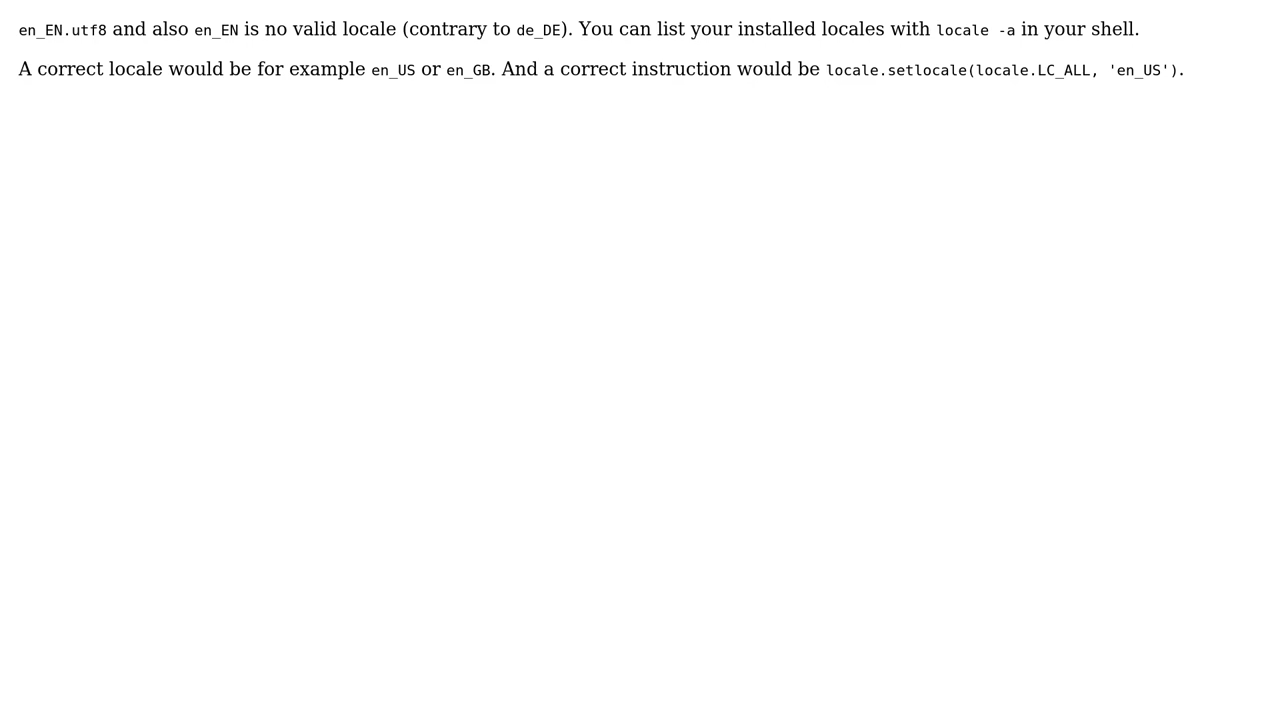 en_EN.utf8 and also en_EN is no valid locale (contrary to de_DE). You can list your installed locales with locale -a in your shell.
A correct locale would be for example en_US or en_GB. And a correct instruction would be locale.setlocale(locale.LC_ALL, 'en_US').